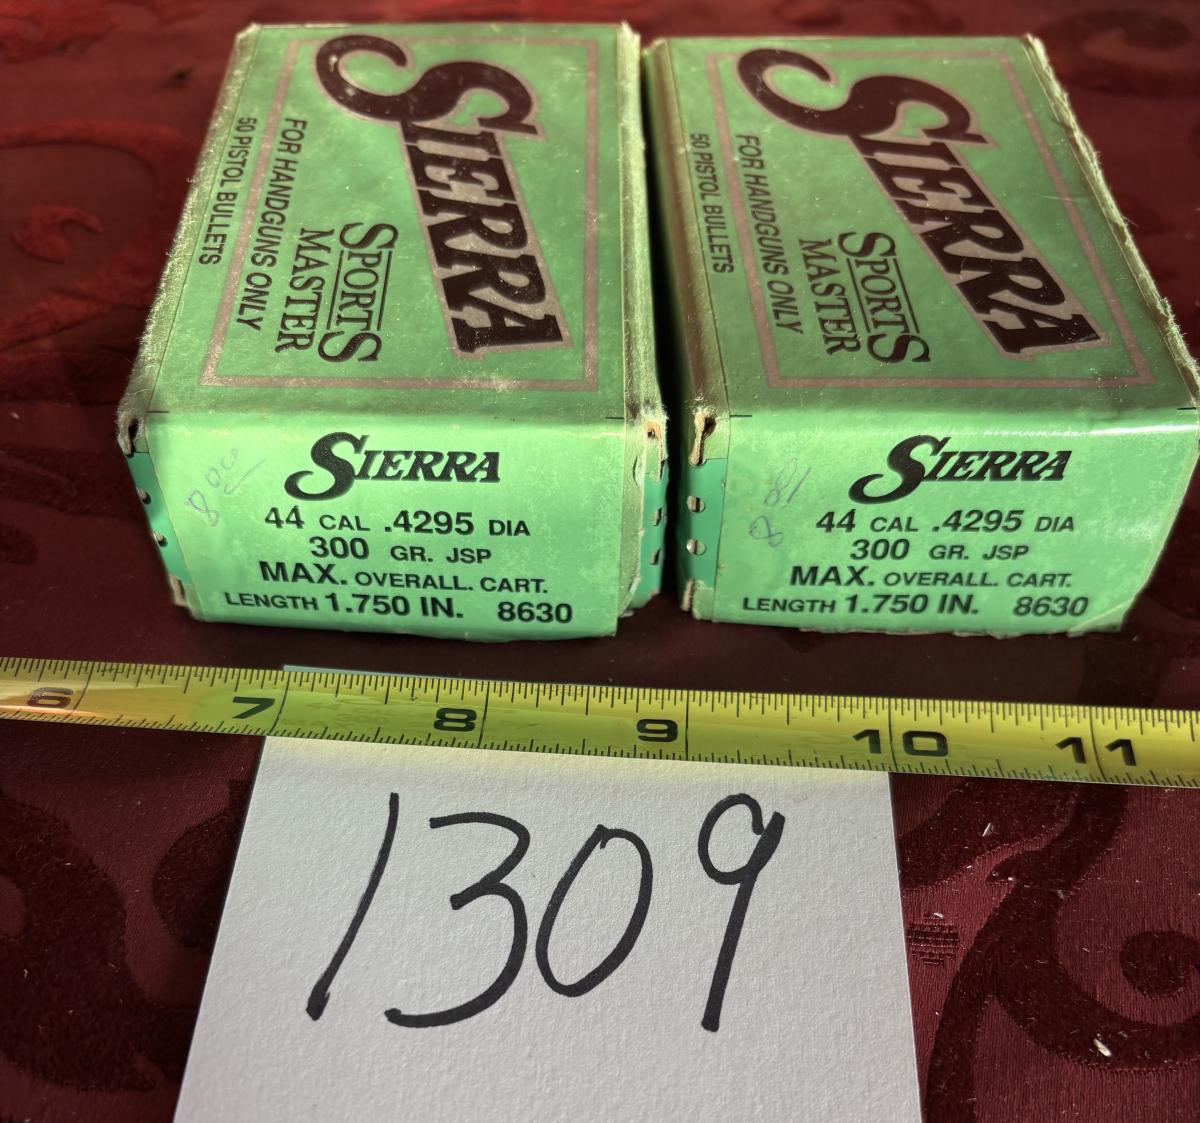 SIERRA
SPORTS
MASTER
FOR HANDGUNS ONLY
50 PISTOL BULLETS
SIERRA
44 CAL .4295 DIA
300 GR. JSP
MAX. OVERALL. CART.
LENGTH 1.750 IN. 8630
SIERRA
SPORTS
MASTER
FOR HANDGUNS ONLY
50 PISTOL BULLETS
SIERRA
44 CAL .4295 DIA
300 GR. JSP
MAX. OVERALL. CART.
LENGTH 1.750 IN. 8630
6 7 8 9 10 11
1309